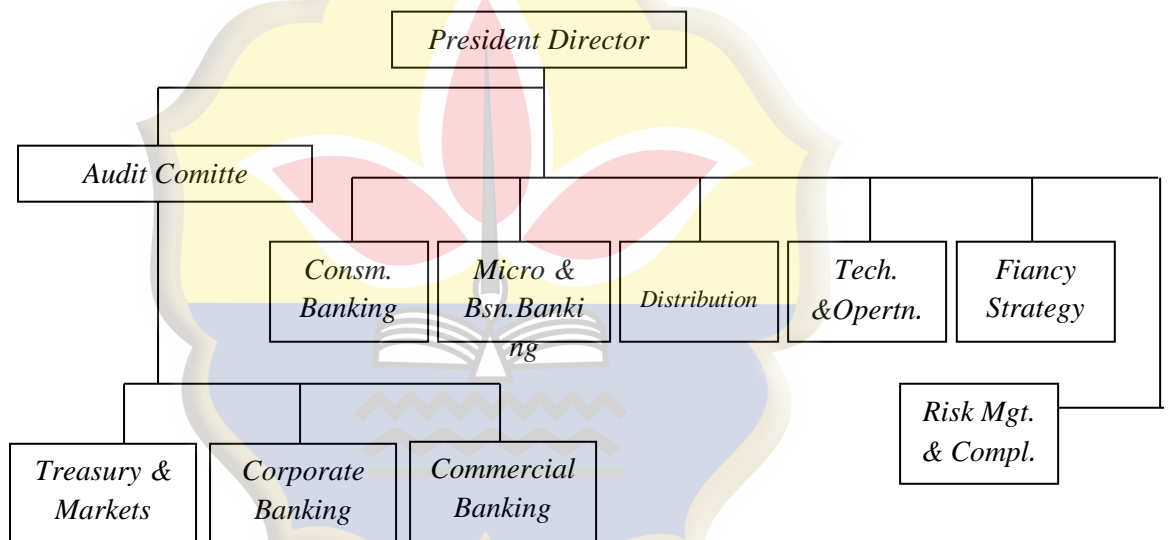 President Director
Audit Comitte
Consm.
Banking
Micro &
Bsn.Banki
ng
Distribution
Tech.
&Opertn.
Fiancy
Strategy
Risk Mgt.
& Compl.
Treasury &
Markets
Corporate
Banking
Commercial
Banking